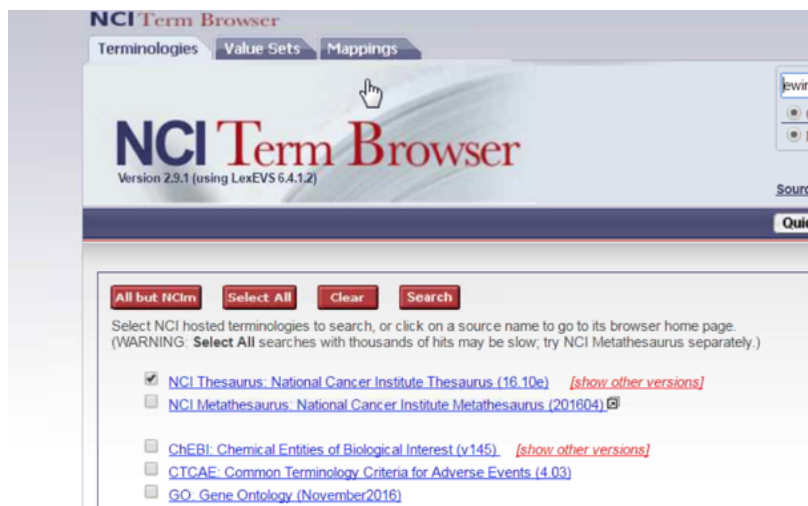 NCI Term Browser
Terminologies Value Sets Mappings
NCI Term Browser
Version 2.9.1 (using LexEVS 6.4.1.2)
All but NCIm Select All Clear Search
Select NCI hosted terminologies to search, or click on a source name to go to its browser home page.
(WARNING: Select All searches with thousands of hits may be slow; try NCI Metathesaurus separately.)
NCI Thesaurus: National Cancer Institute Thesaurus (16.10e) [show other versions]
NCI Metathesaurus: National Cancer Institute Metathesaurus (201604)
ChEBI: Chemical Entities of Biological Interest (v145) [show other versions]
CTCAE: Common Terminology Criteria for Adverse Events (4.03)
GO: Gene Ontology (November2016)